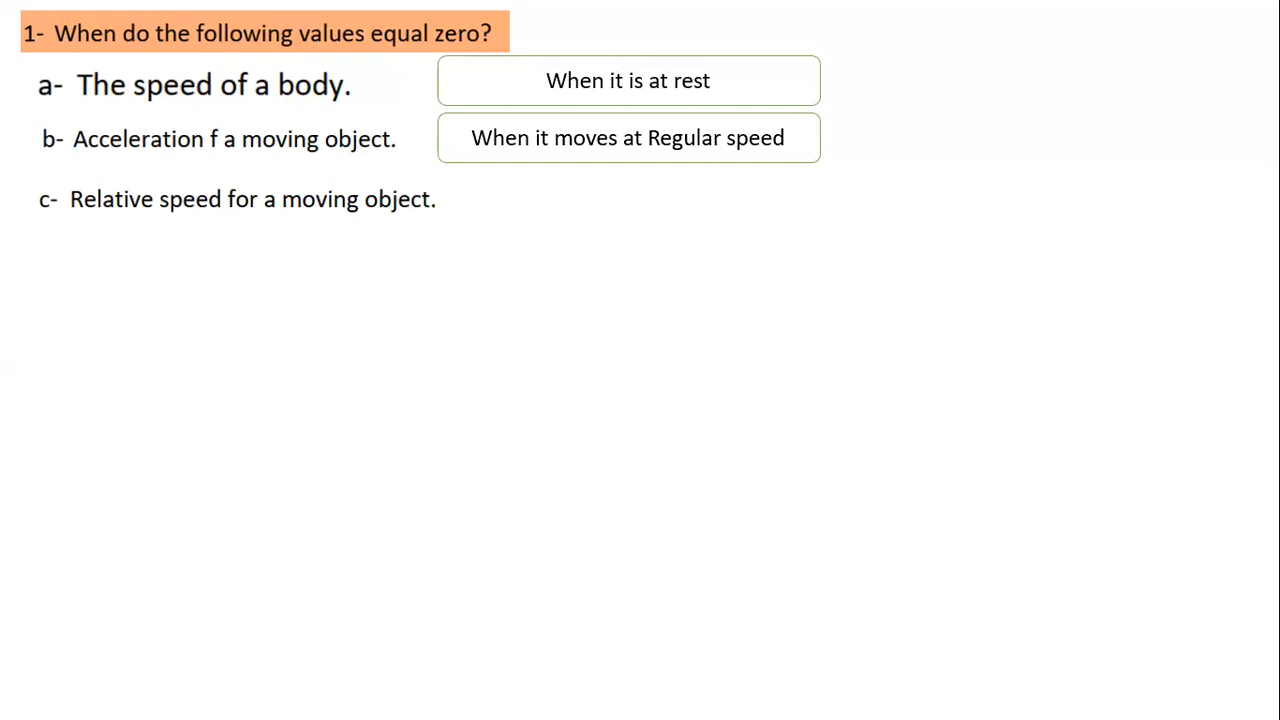 1- When do the following values equal zero?
a- The speed of a body.
When it is at rest
b- Acceleration f a moving object.
When it moves at Regular speed
c- Relative speed for a moving object.